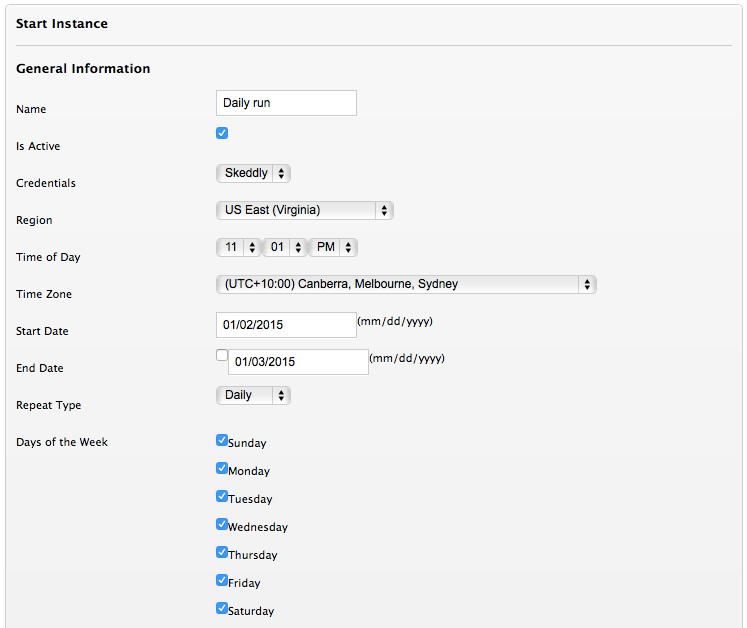 Start Instance
General Information
Name Daily run
Is Active
Credentials Skeddly
Region US East (Virginia)
Time of Day 11 01 PM
Time Zone (UTC+10:00) Canberra, Melbourne, Sydney
Start Date 01/02/2015 (mm/dd/yyyy)
End Date 01/03/2015 (mm/dd/yyyy)
Repeat Type Daily
Days of the Week Sunday
Monday
Tuesday
Wednesday
Thursday
Friday
Saturday